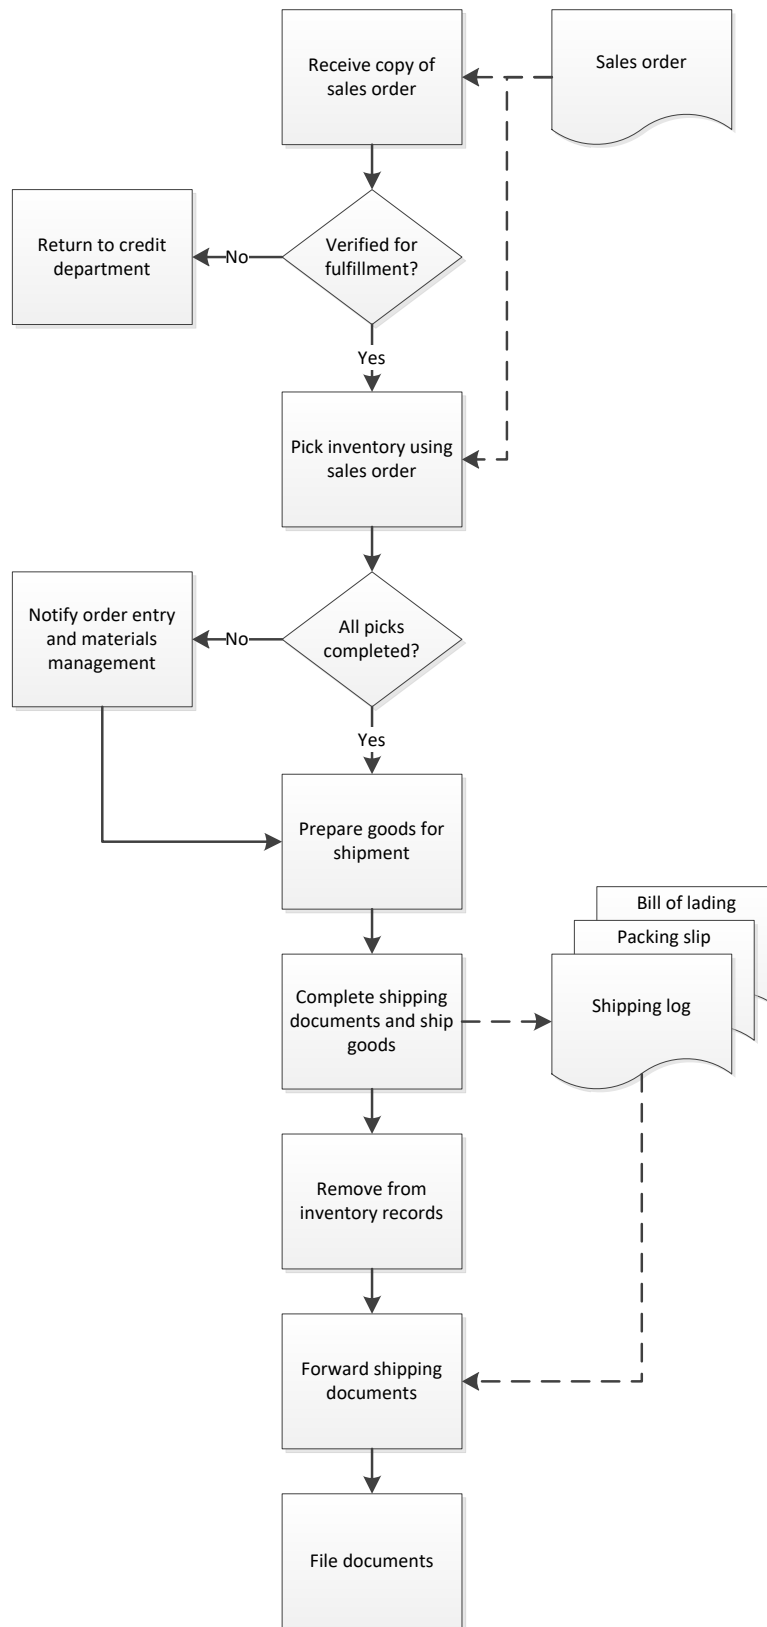 Receive copy of
sales order
Sales order
Return to credit
department
No
Verified for
fulfillment?
Yes
Pick inventory using
sales order
Notify order entry
and materials
management
No
All picks
completed?
Yes
Prepare goods for
shipment
Bill of lading
Packing slip
Complete shipping
documents and ship
goods
Shipping log
Remove from
inventory records
Forward shipping
documents
File documents